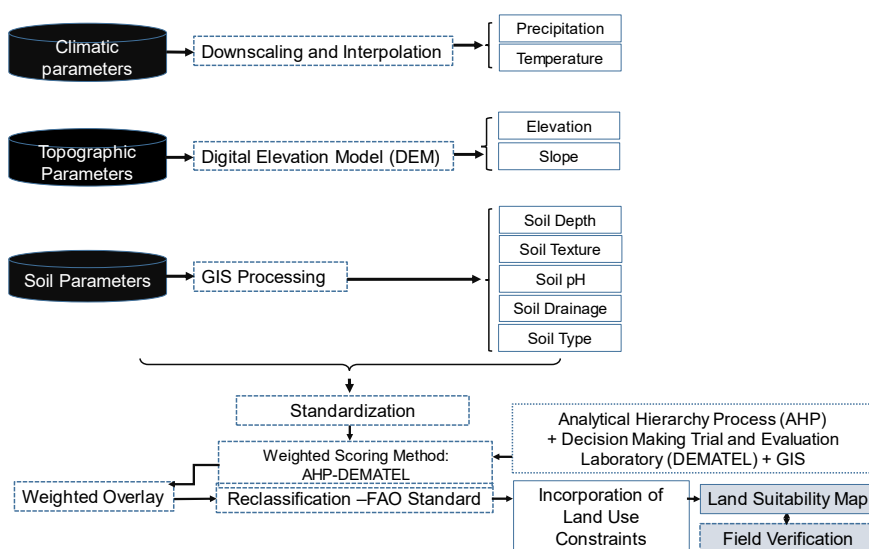 Climatic
parameters
Downscaling and Interpolation
Precipitation
Temperature
Topographic
Parameters
Digital Elevation Model (DEM)
Elevation
Slope
Soil Parameters
GIS Processing
Soil Depth
Soil Texture
Soil pH
Soil Drainage
Soil Type
Standardization
Analytical Hierarchy Process (AHP)
+ Decision Making Trial and Evaluation
Laboratory (DEMATEL) + GIS
Weighted Scoring Method:
AHP-DEMATEL
Weighted Overlay
Reclassification –FAO Standard
Incorporation of
Land Use
Constraints
Land Suitability Map
Field Verification